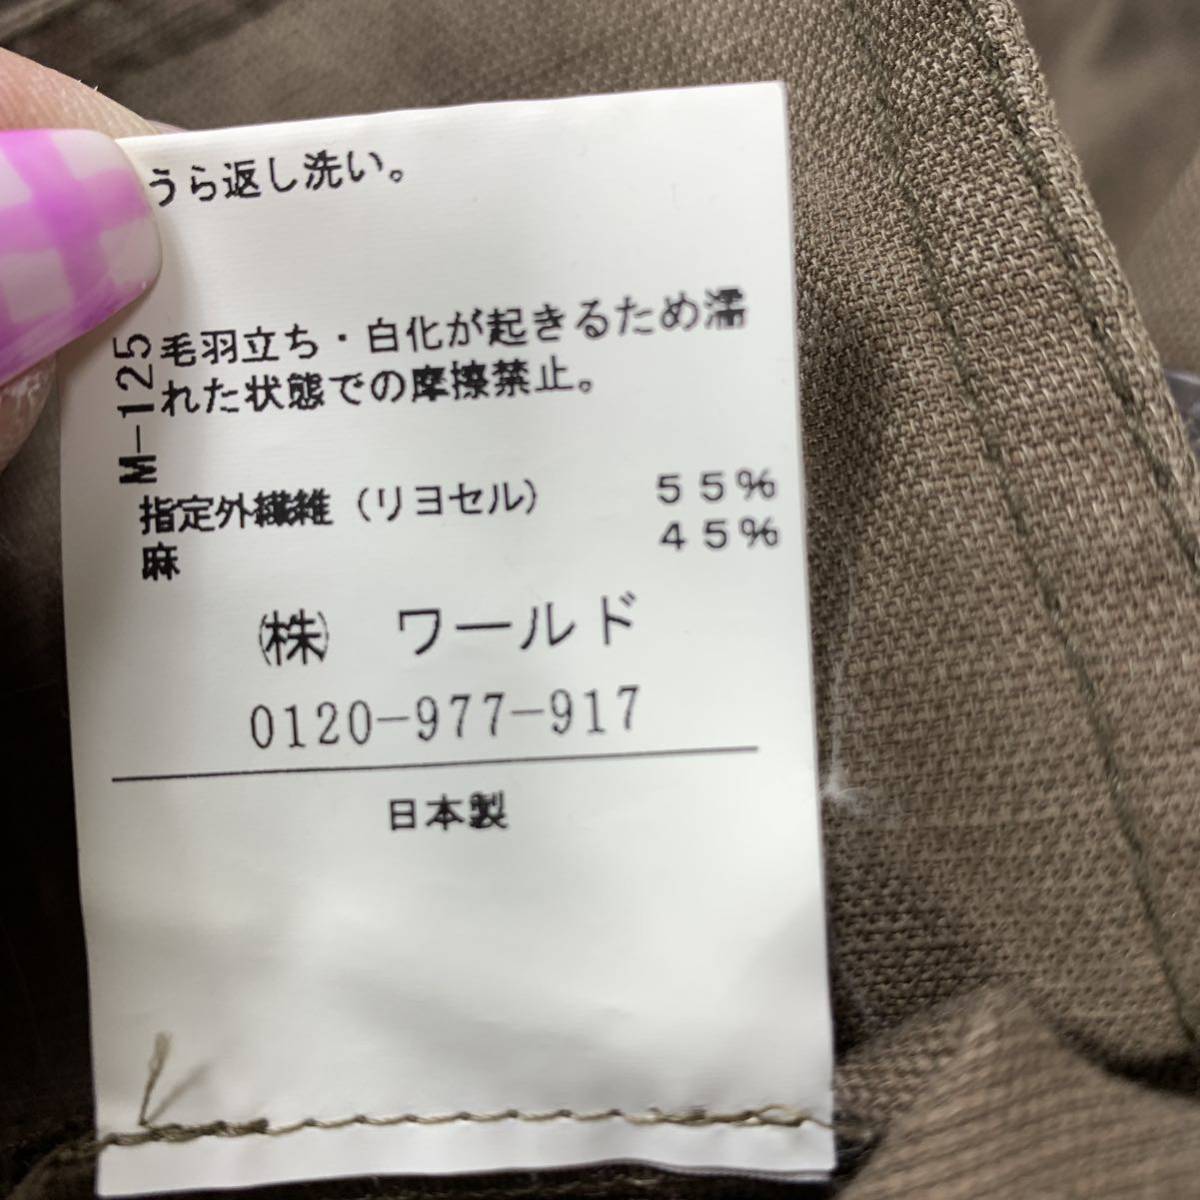 うら返し洗い。
毛羽立ち・白化が起きるため濡
れた状態での摩擦禁止。
M-125
指定外繊維（リヨセル） 55%
麻 45%
㈱ ワールド
0120-977-917
日本製